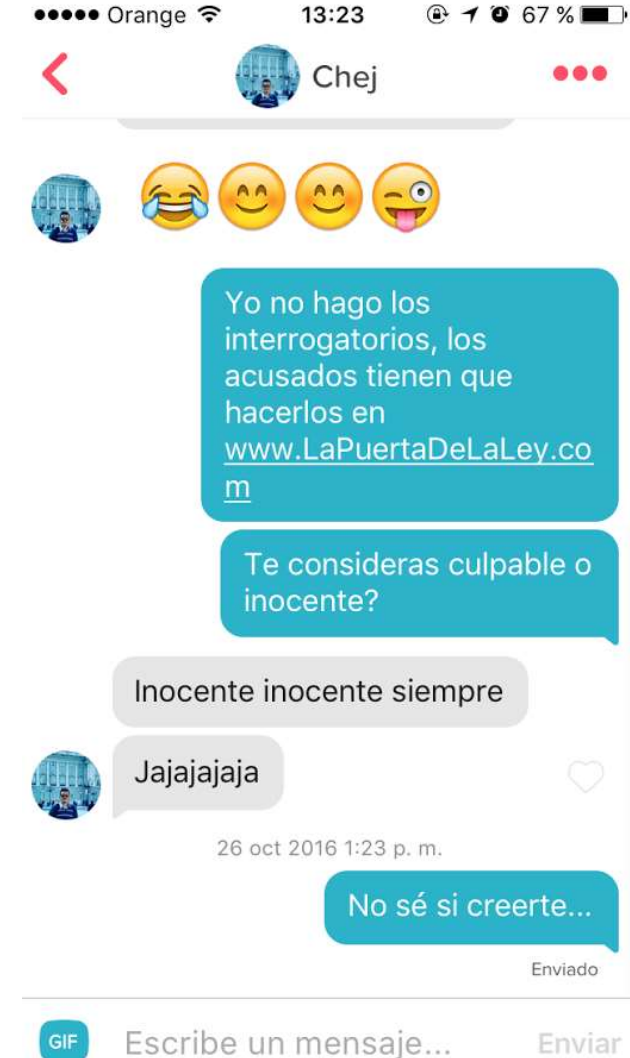 Orange 13:23 67 %
Chej
Yo no hago los
interrogatorios, los
acusados tienen que
hacerlos en
www.LaPuertaDeLaLey.co
m
Te consideras culpable o
inocente?
Inocente inocente siempre
Jajajajaja
26 oct 2016 1:23 p. m.
No sé si creerte...
Enviado
GIF Escribe un mensaje... Enviar